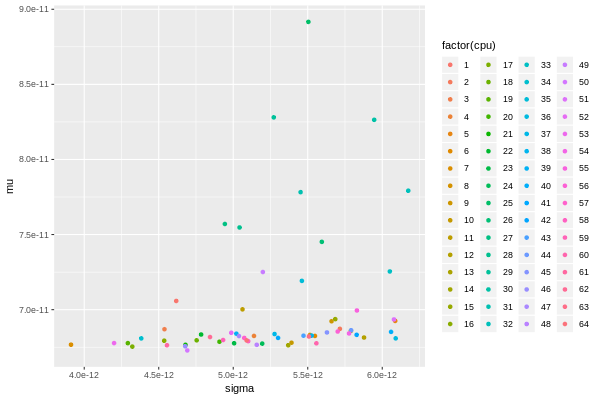 9.0e-11
8.5e-11
8.0e-11
7.5e-11
7.0e-11
mu
4.0e-12 4.5e-12 5.0e-12 5.5e-12 6.0e-12
sigma
factor(cpu)
1 17 33 49
2 18 34 50
3 19 35 51
4 20 36 52
5 21 37 53
6 22 38 54
7 23 39 55
8 24 40 56
9 25 41 57
10 26 42 58
11 27 43 59
12 28 44 60
13 29 45 61
14 30 46 62
15 31 47 63
16 32 48 64